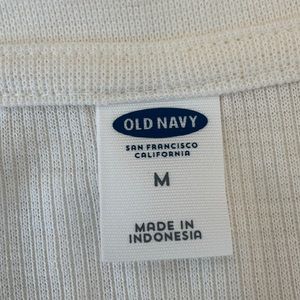 OLD NAVY
SAN FRANCISCO
CALIFORNIA
M
MADE IN
INDONESIA